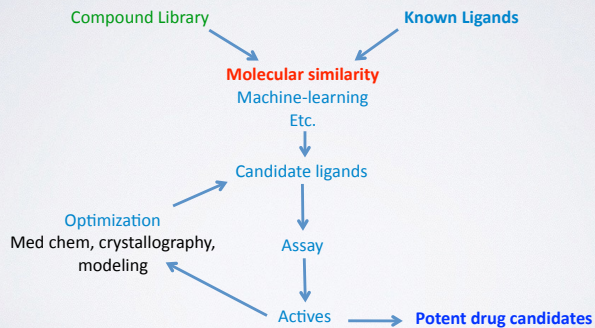 Compound Library
Known Ligands
Molecular similarity
Machine-learning
Etc.
Candidate ligands
Optimization
Med chem, crystallography,
modeling
Assay
Actives
Potent drug candidates